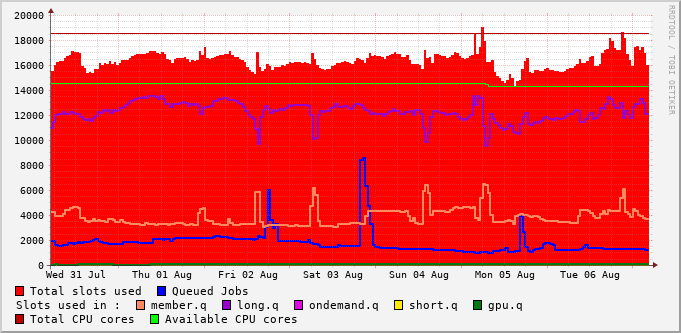 20000
18000
16000
14000
12000
10000
8000
6000
4000
2000
0
Wed 31 Jul Thu 01 Aug Fri 02 Aug Sat 03 Aug Sun 04 Aug Mon 05 Aug Tue 06 Aug
RRDTOOL / TOBI OETIKER
Total slots used Queued Jobs
Slots used in : member.q long.q ondemand.q short.q gpu.q
Total CPU cores Available CPU cores